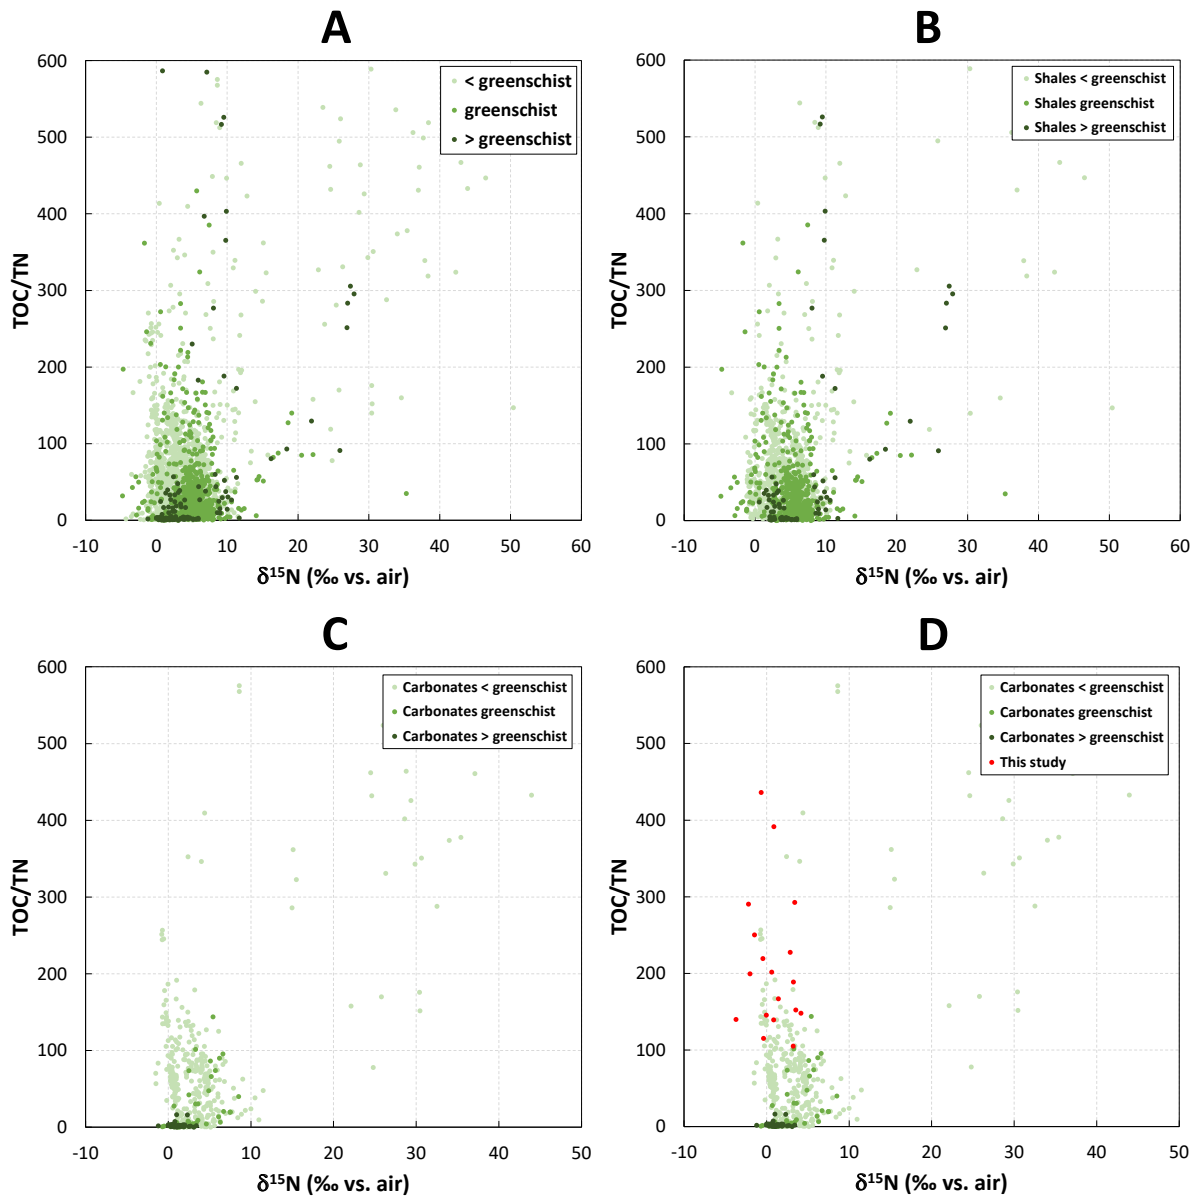 A
600
500
400
300
200
100
0
TOC/TN
-10 0 10 20 30 40 50 60
δ¹⁵N (‰ vs. air)
< greenschist
greenschist
> greenschist
B
600
500
400
300
200
100
0
TOC/TN
-10 0 10 20 30 40 50 60
δ¹⁵N (‰ vs. air)
Shales < greenschist
Shales greenschist
Shales > greenschist
C
600
500
400
300
200
100
0
TOC/TN
-10 0 10 20 30 40 50
δ¹⁵N (‰ vs. air)
Carbonates < greenschist
Carbonates greenschist
Carbonates > greenschist
D
600
500
400
300
200
100
0
TOC/TN
-10 0 10 20 30 40 50
δ¹⁵N (‰ vs. air)
Carbonates < greenschist
Carbonates greenschist
Carbonates > greenschist
This study